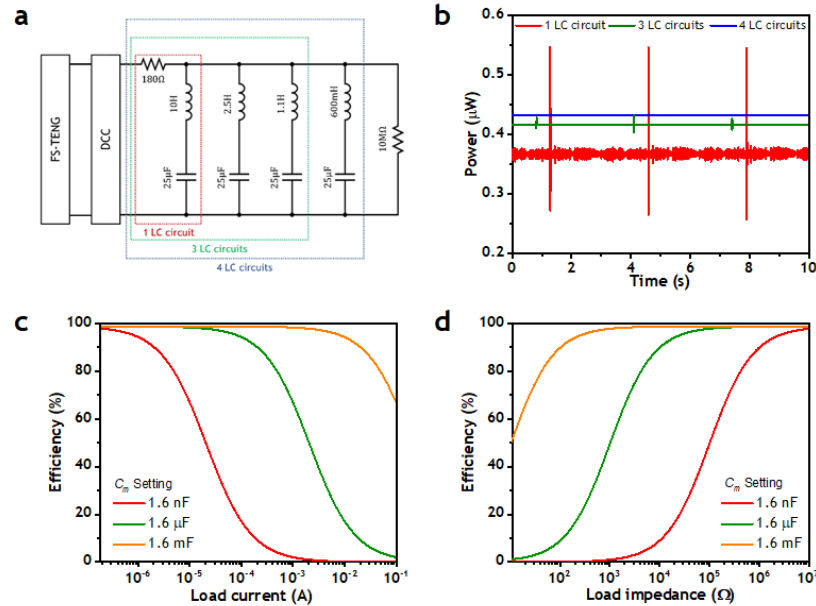 a
FS-TENG
DCC
180Ω
10H
2.5H
1.1H
600mH
25μF
25μF
25μF
25μF
10MΩ
1 LC circuit
3 LC circuits
4 LC circuits
b
1 LC circuit
3 LC circuits
4 LC circuits
Power (μW)
0.6
0.5
0.4
0.3
0.2
0 2 4 6 8 10
Time (s)
c
Efficiency (%)
100
80
60
40
20
0
Cm Setting
1.6 nF
1.6 μF
1.6 mF
10⁻⁶ 10⁻⁵ 10⁻⁴ 10⁻³ 10⁻² 10⁻¹
Load current (A)
d
Efficiency (%)
100
80
60
40
20
0
Cm Setting
1.6 nF
1.6 μF
1.6 mF
10² 10³ 10⁴ 10⁵ 10⁶ 10⁷
Load impedance (Ω)